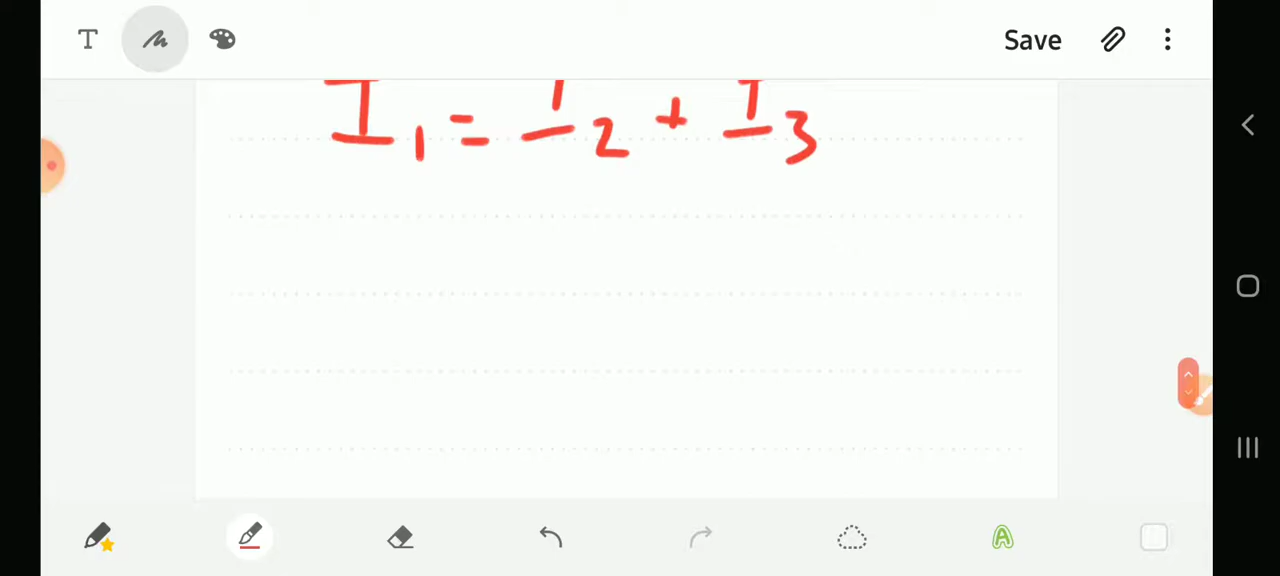 T Save
I₁ = I₂ + I₃
A